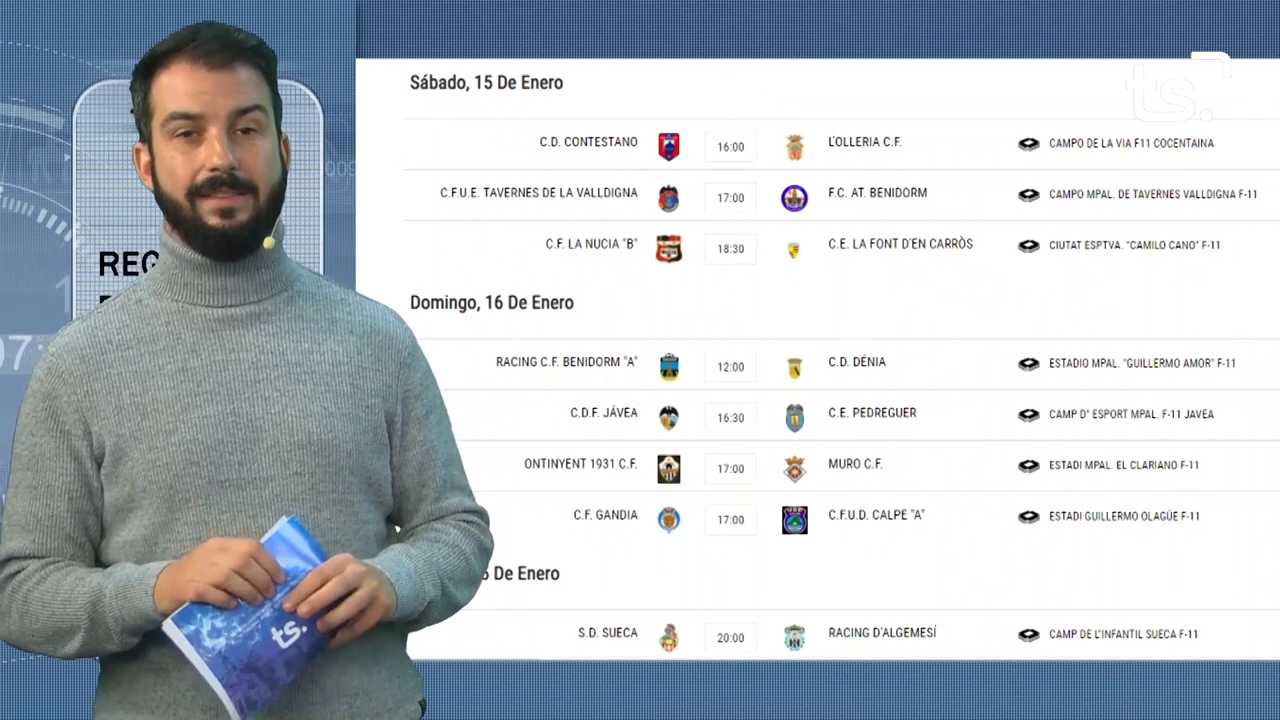 ts.
Sábado, 15 De Enero
C.D. CONTESTANO 16:00 L'OLLERIA C.F. CAMPO DE LA VIA F11 COCENTAINA
C.F.U.E. TAVERNES DE LA VALLDIGNA 17:00 F.C. AT. BENIDORM CAMPO MPAL. DE TAVERNES VALLDIGNA F-11
C.F. LA NUCIA "B" 18:30 C.E. LA FONT D'EN CARRÒS CIUTAT ESPTVA. "CAMILO CANO" F-11
REG
Domingo, 16 De Enero
RACING C.F. BENIDORM "A" 12:00 C.D. DÉNIA ESTADIO MPAL. "GUILLERMO AMOR" F-11
C.D.F. JÁVEA 16:30 C.E. PEDREGUER CAMP D'ESPORT MPAL. F-11 JAVEA
ONTINYENT 1931 C.F. 17:00 MURO C.F. ESTADI MPAL. EL CLARIANO F-11
C.F. GANDIA 17:00 C.F.U.D. CALPE "A" ESTADI GUILLERMO OLAGÜE F-11
De Enero
S.D. SUECA 20:00 RACING D'ALGEMESÍ CAMP DE L'INFANTIL SUECA F-11
ts.